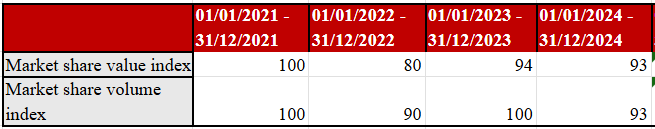 01/01/2021 - 01/01/2022 - 01/01/2023 - 01/01/2024 -
31/12/2021 31/12/2022 31/12/2023 31/12/2024
Market share value index 100 80 94 93
Market share volume
index 100 90 100 93